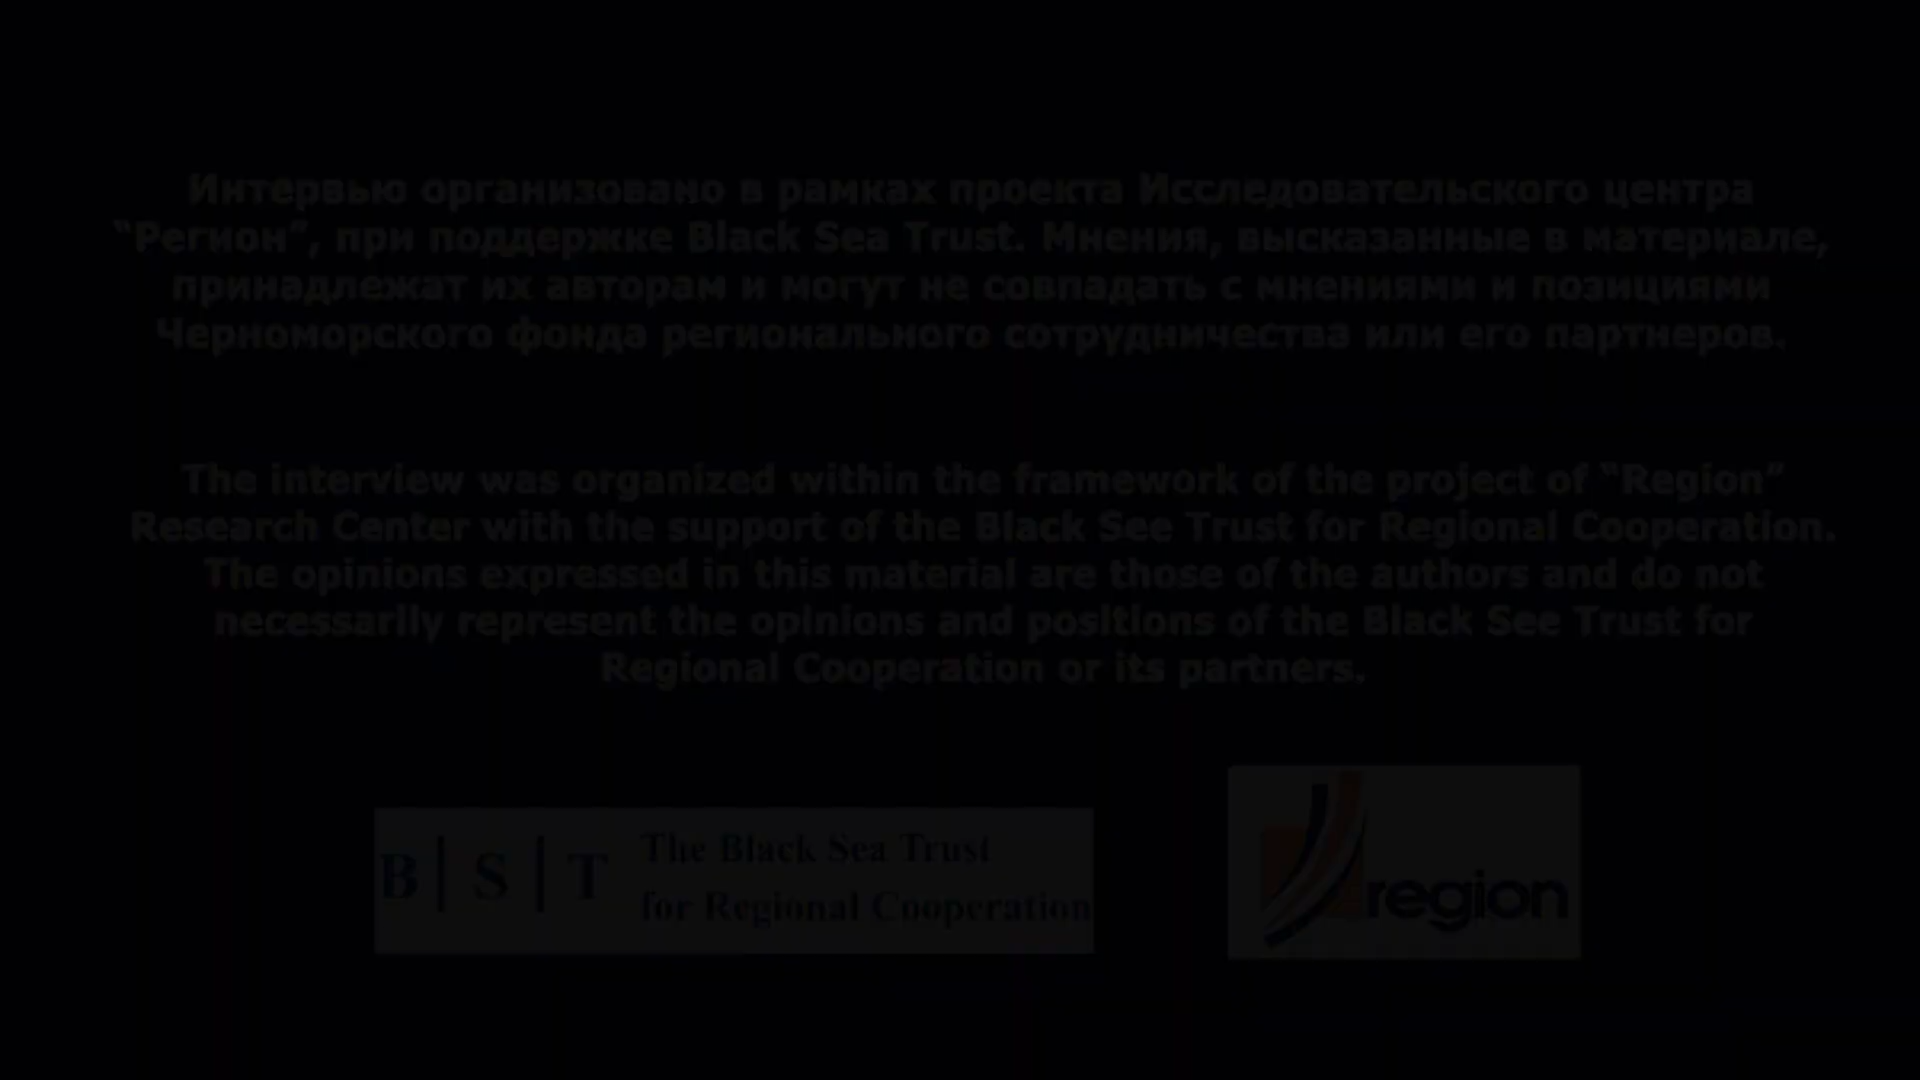 Интервью организовано в рамках проекта Исследовательского центра
“Регион”, при поддержке Black Sea Trust. Мнения, высказанные в материале,
принадлежат их авторам и могут не совпадать с мнениями и позициями
Черноморского фонда регионального сотрудничества или его партнеров.
The interview was organized within the framework of the project of “Region”
Research Center with the support of the Black See Trust for Regional Cooperation.
The opinions expressed in this material are those of the authors and do not
necessarily represent the opinions and positions of the Black See Trust for
Regional Cooperation or its partners.
B | S | T
The Black Sea Trust
for Regional Cooperation
region